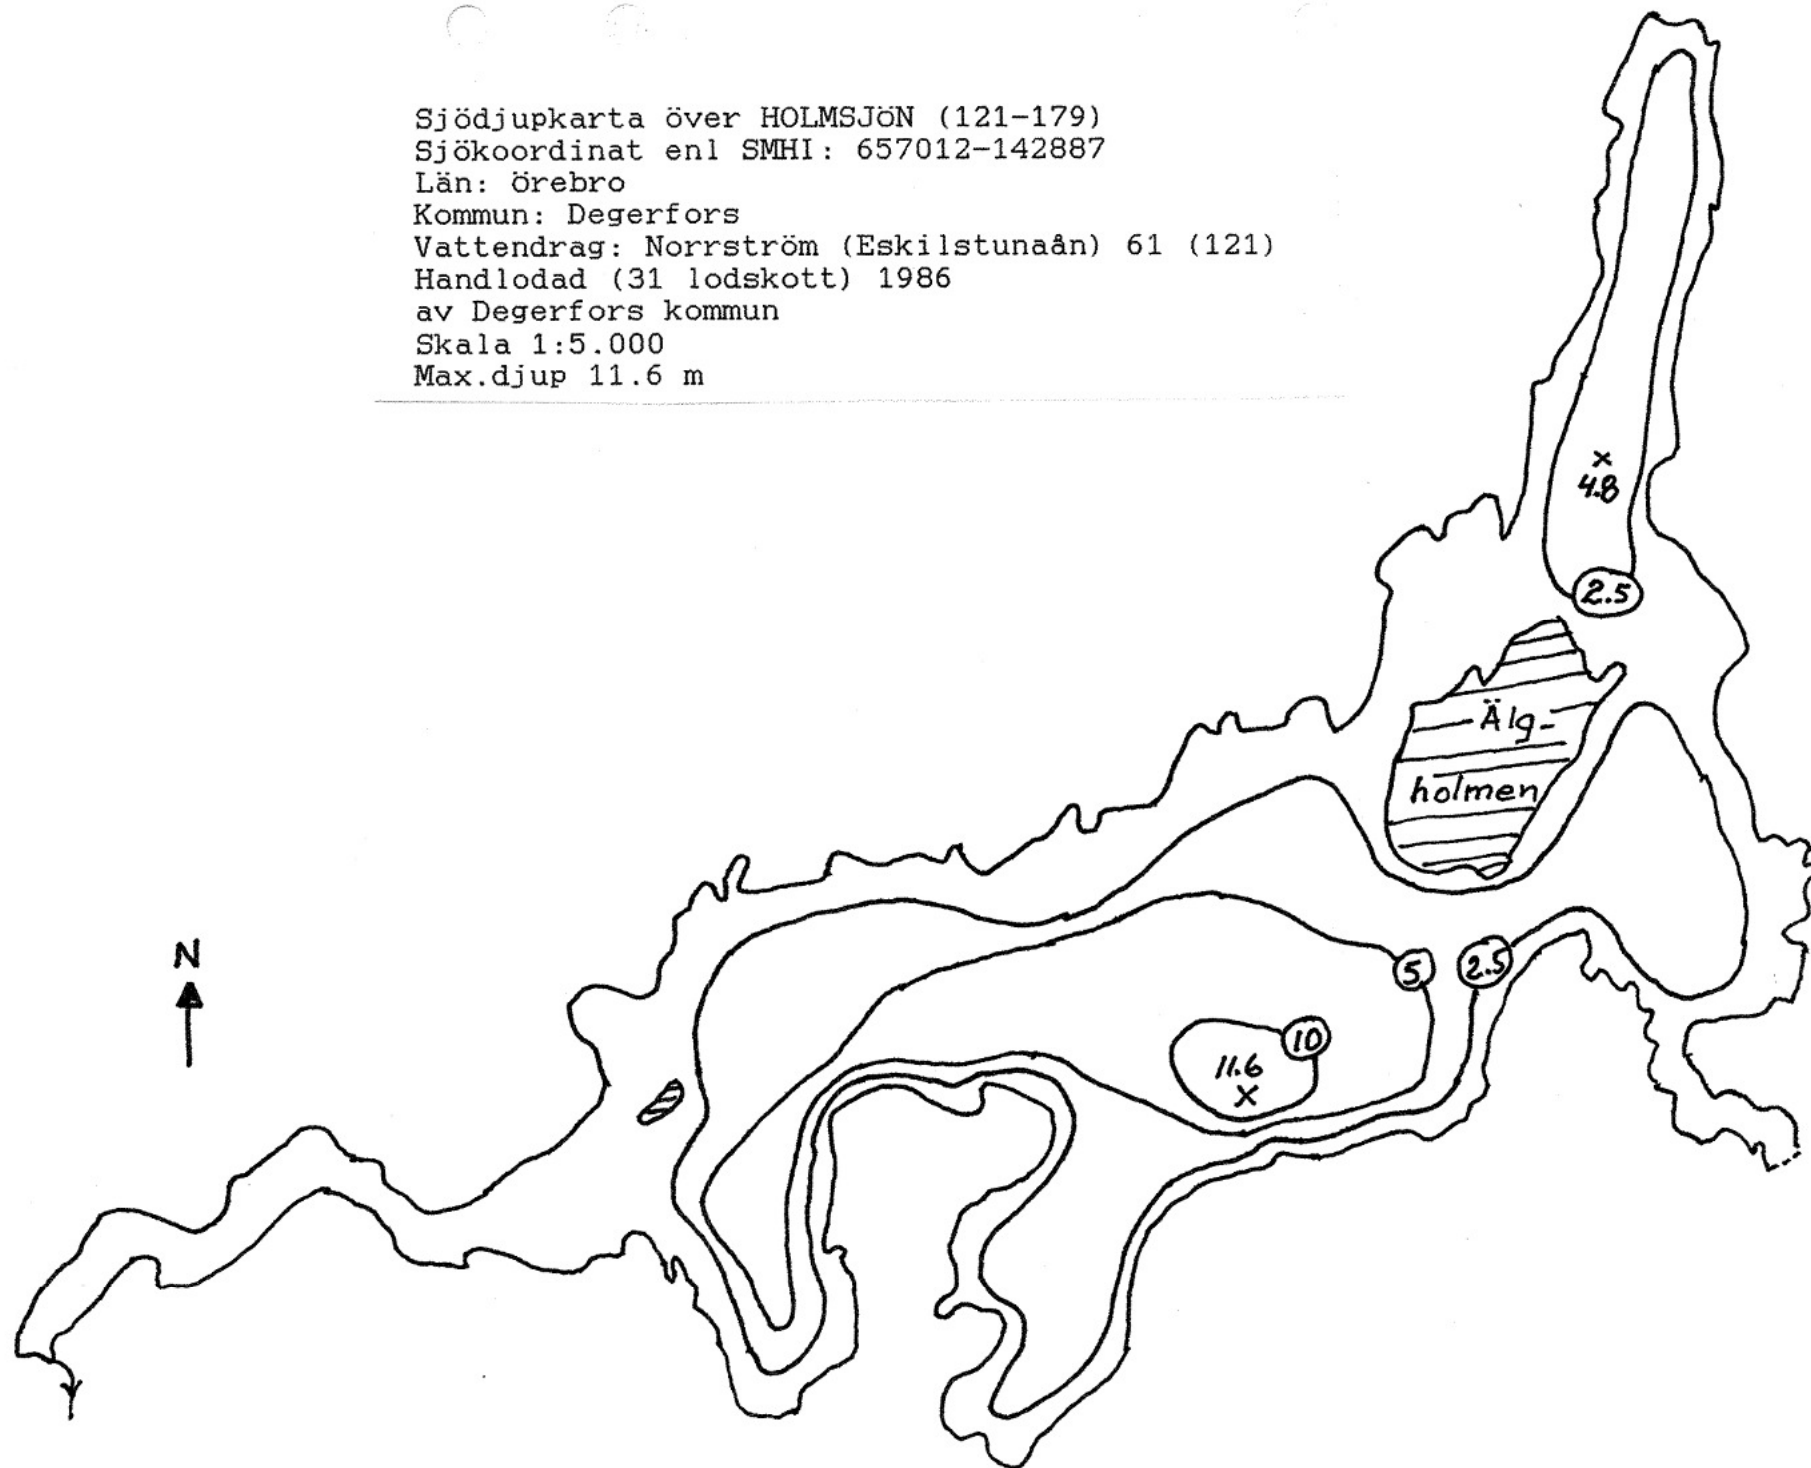 Sjödjupkarta över HOLMSJöN (121-179)
Sjökoordinat enl SMHI: 657012-142887
Län: örebro
Kommun: Degerfors
Vattendrag: Norrström (Eskilstunaån) 61 (121)
Handlodad (31 lodskott) 1986
av Degerfors kommun
Skala 1:5.000
Max.djup 11.6 m
x
4.8
2.5
Älg-
holmen
N
5
2.5
10
11.6
x